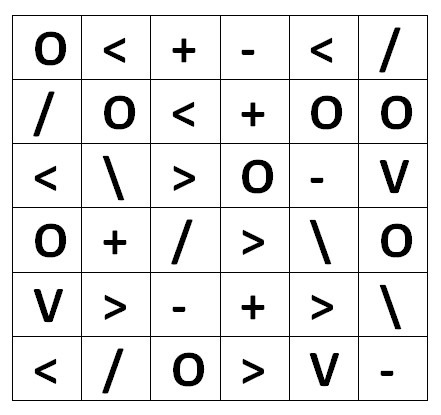 O < + - < /
/ O < + O O
< \ > O - V
O + / > \ O
V > - + > \
< / O > V -